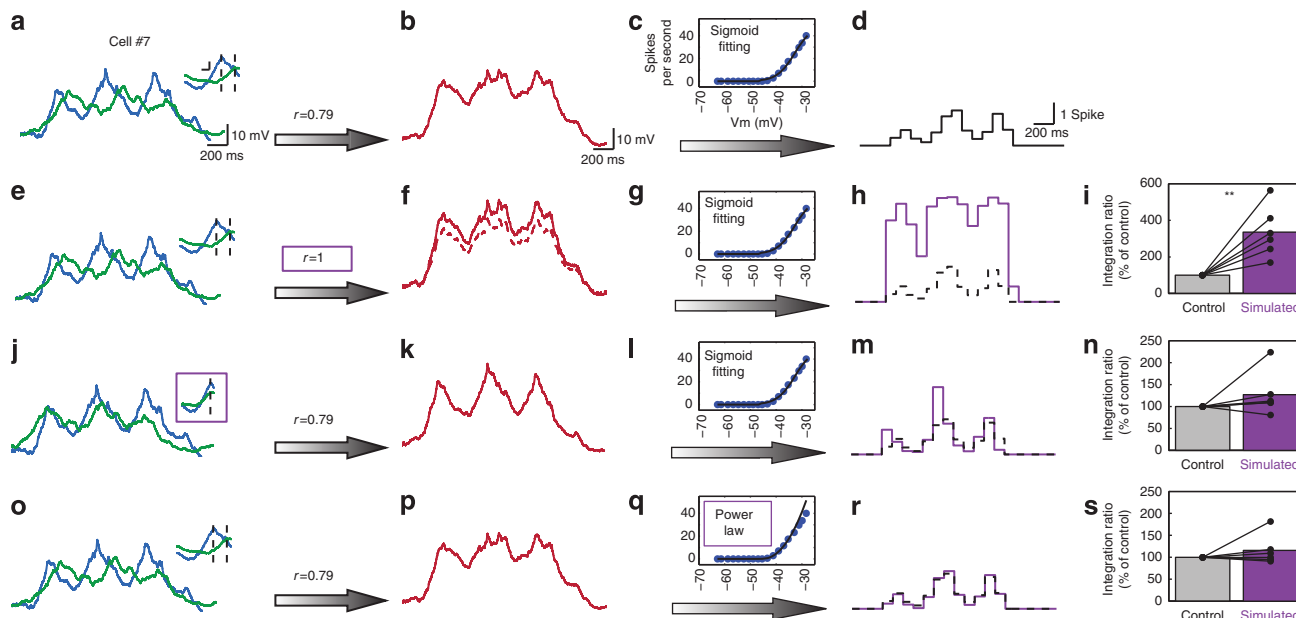 a
b
c
d
Cell #7
r=0.79
10 mV
200 ms
10 mV
200 ms
Spikes
per second
40
20
0
Sigmoid
fitting
−70
−60
−50
−40
−30
Vm (mV)
1 Spike
200 ms
e
f
g
h
i
r=1
40
20
0
Sigmoid
fitting
−70
−60
−50
−40
−30
Integration ratio
(% of control)
600
400
200
100
0
**
Control
Simulated
j
k
l
m
n
r=0.79
40
20
0
Sigmoid
fitting
−70
−60
−50
−40
−30
Integration ratio
(% of control)
250
200
150
100
50
0
Control
Simulated
o
p
q
r
s
r=0.79
40
20
0
Power
law
−70
−60
−50
−40
−30
Integration ratio
(% of control)
250
200
150
100
50
0
Control
Simulated